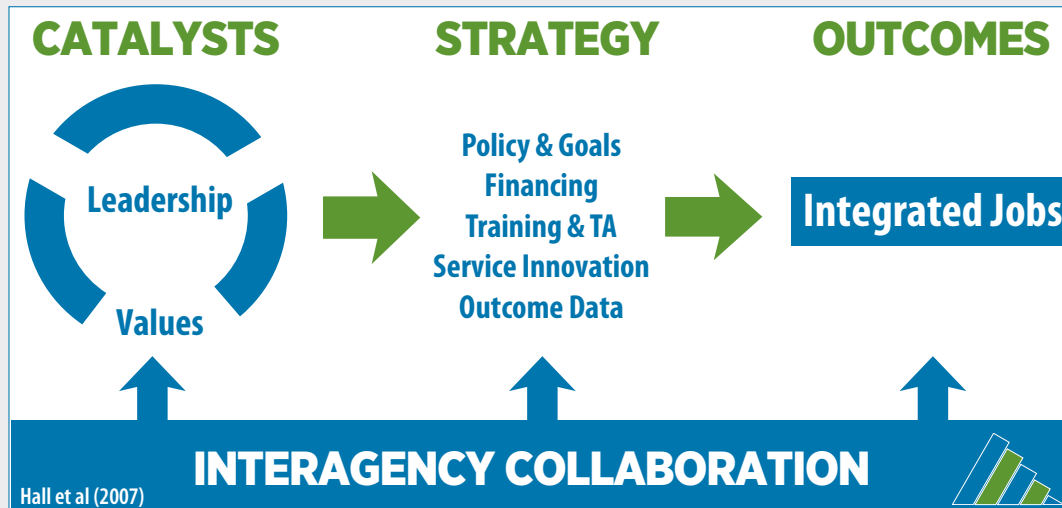 CATALYSTS
STRATEGY
OUTCOMES
Leadership
Values
Policy & Goals
Financing
Training & TA
Service Innovation
Outcome Data
Integrated Jobs
INTERAGENCY COLLABORATION
Hall et al (2007)